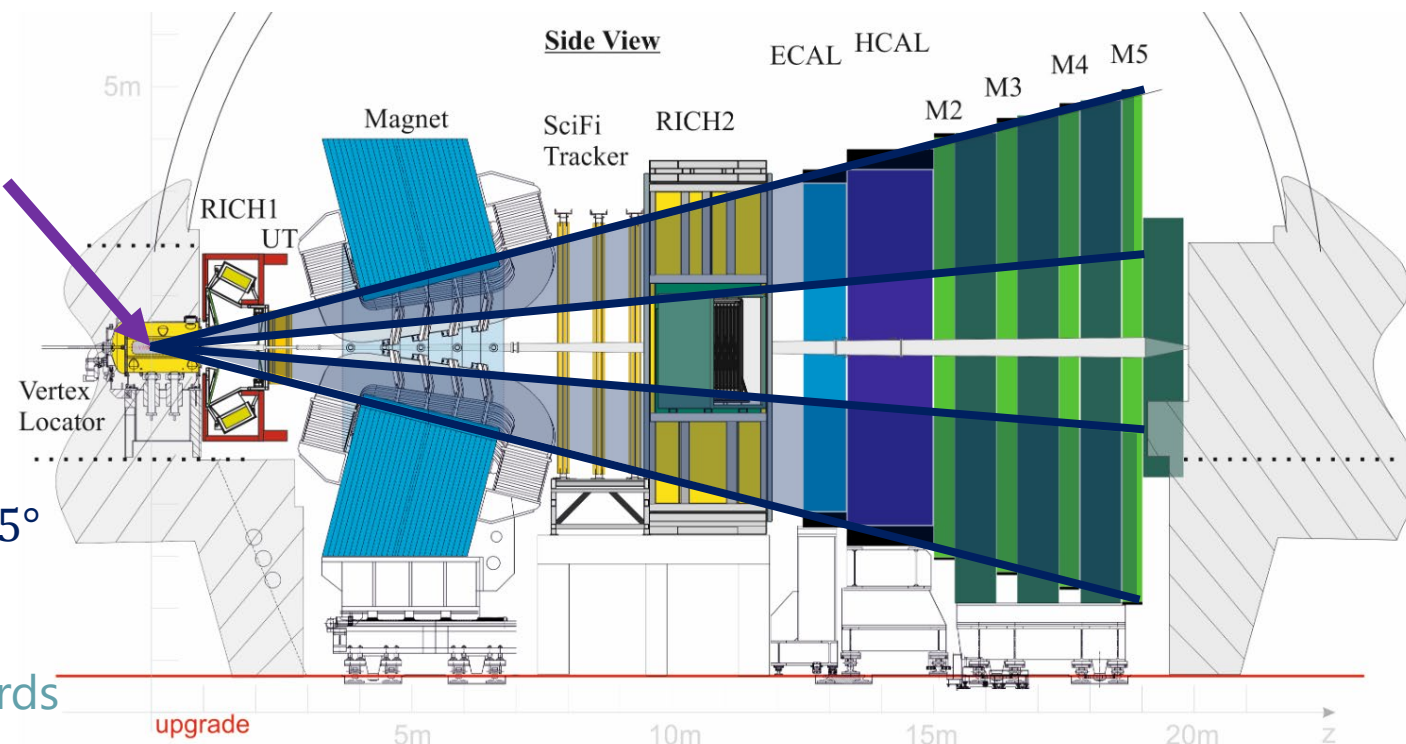 Side View
5m
Magnet
SciFi
Tracker
RICH2
ECAL
HCAL
M2
M3
M4
M5
RICH1
UT
Vertex
Locator
5°
rds
upgrade
5m
10m
15m
20m
z